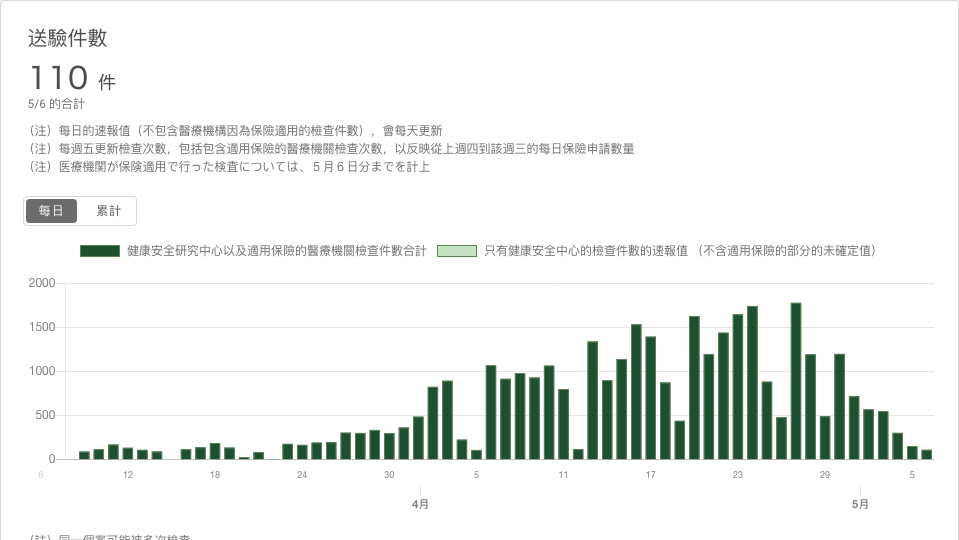 送驗件數
110 件
5/6 的合計
（注）每日的速報值（不包含醫療機構因為保險適用的檢查件數），會每天更新
（注）每週五更新檢查次數，包括包含適用保險的醫療機關檢查次數，以反映從上週四到該週三的每日保險申請數量
（注）医療機関が保険適用で行った検査については、５月６日分までを計上
每日 累計
健康安全研究中心以及適用保險的醫療機關檢查件數合計 只有健康安全中心的檢查件數的速報值 （不含適用保險的部分的未確定值）
2000
1500
1000
500
0
6 12 18 24 30 5 11 17 23 29 5
4月 5月
（註）同一個案可能被多次檢查